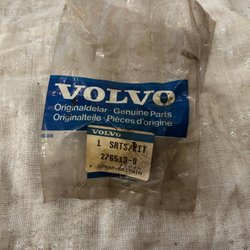 VOLVO
Originaldelar · Genuine Parts
Originalteile · Pièces d'origine
VOLVO
1 SATS/KIT
276513-9